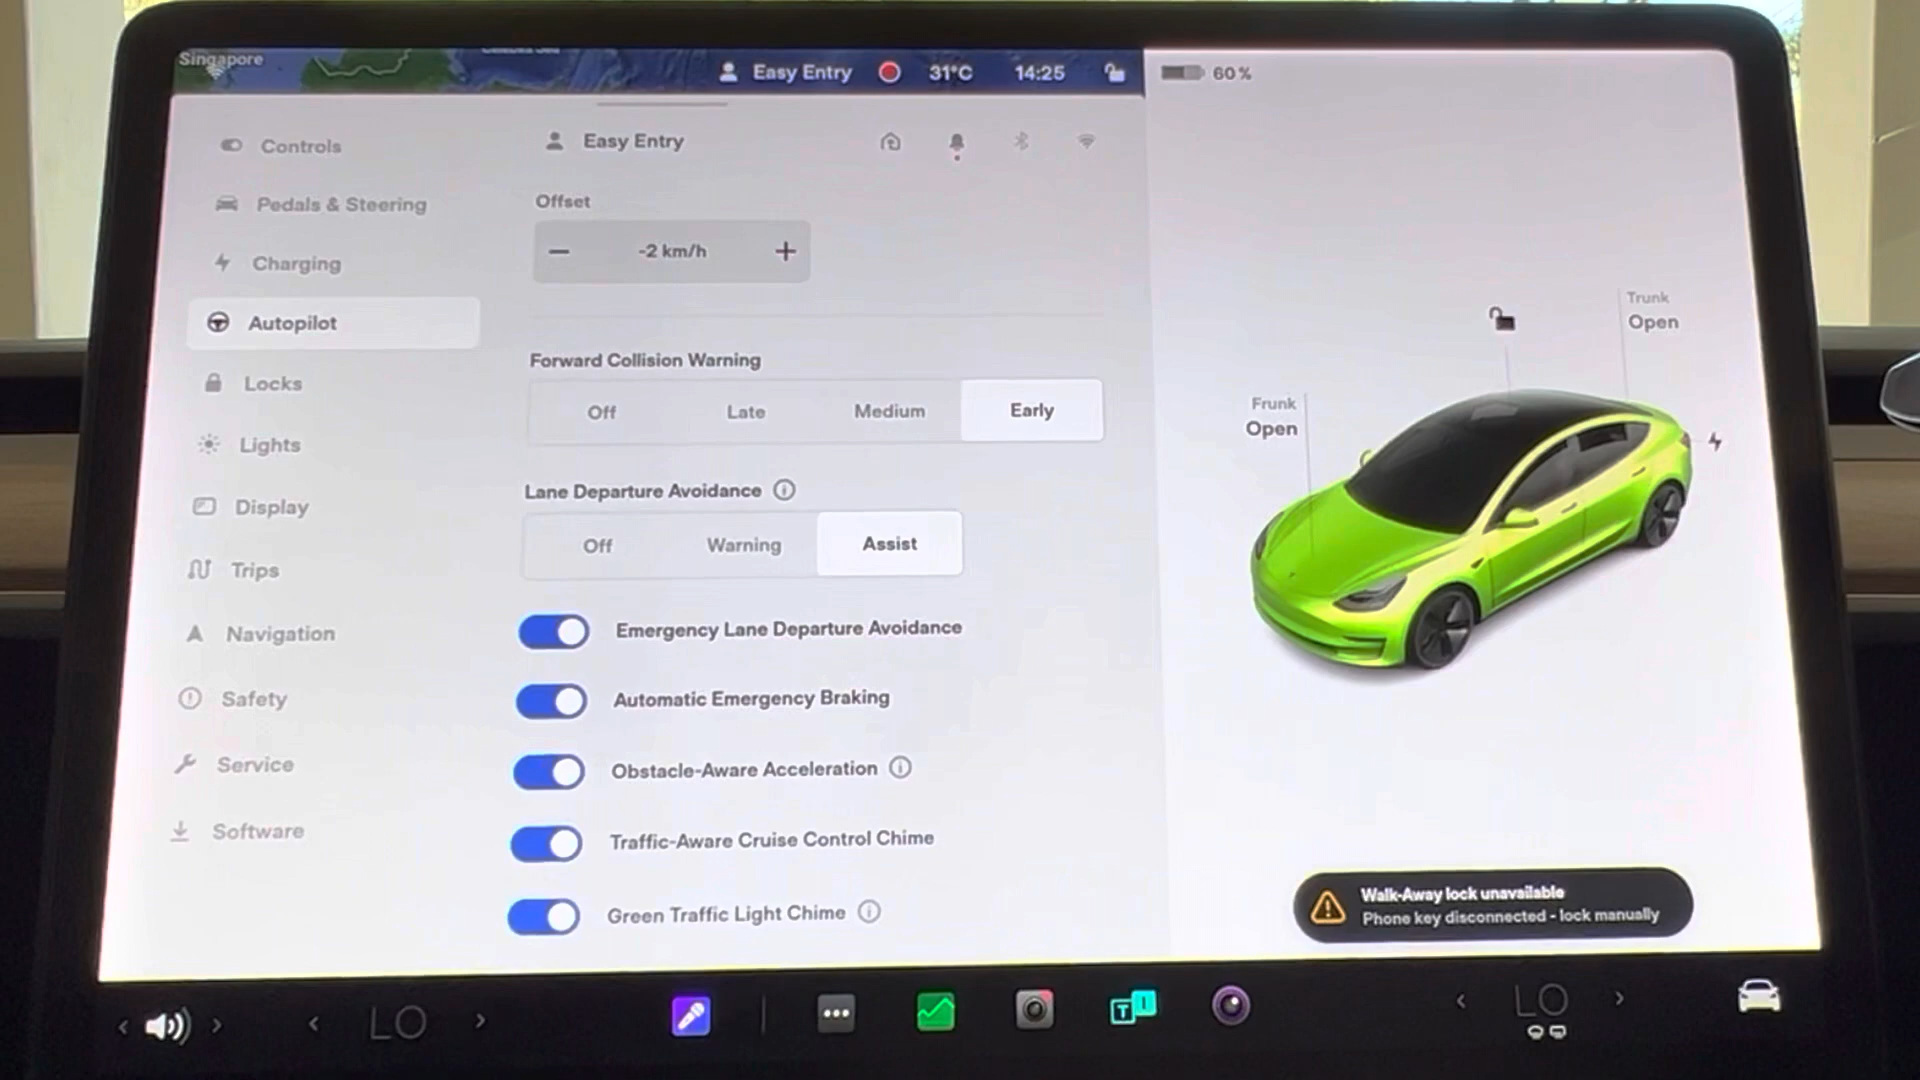 Singapore
Easy Entry
31°C
14:25
60 %
Controls
Pedals & Steering
Charging
Autopilot
Locks
Lights
Display
Trips
Navigation
Safety
Service
Software
Easy Entry
Offset
-2 km/h
Forward Collision Warning
Off
Late
Medium
Early
Lane Departure Avoidance
Off
Warning
Assist
Emergency Lane Departure Avoidance
Automatic Emergency Braking
Obstacle-Aware Acceleration
Traffic-Aware Cruise Control Chime
Green Traffic Light Chime
Trunk
Open
Frunk
Open
Walk-Away lock unavailable
Phone key disconnected - lock manually
LO
T
LO